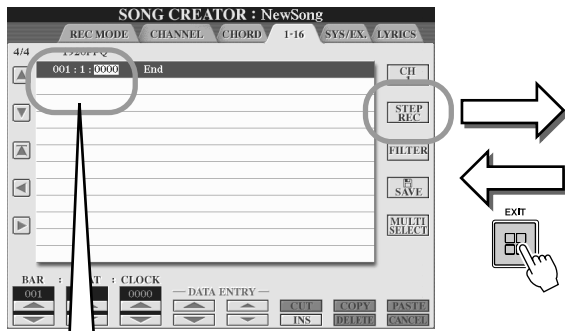 SONG CREATOR : NewSong
REC MODE CHANNEL CHORD 1-16 SYS/EX. LYRICS
4/4 1920PPQ
001 : 1 : 0000 End
CH
1
STEP
REC
FILTER
SAVE
MULTI
SELECT
EXIT
BAR : : CLOCK
001 0000 DATA ENTRY
CUT COPY PASTE
INS DELETE CANCEL